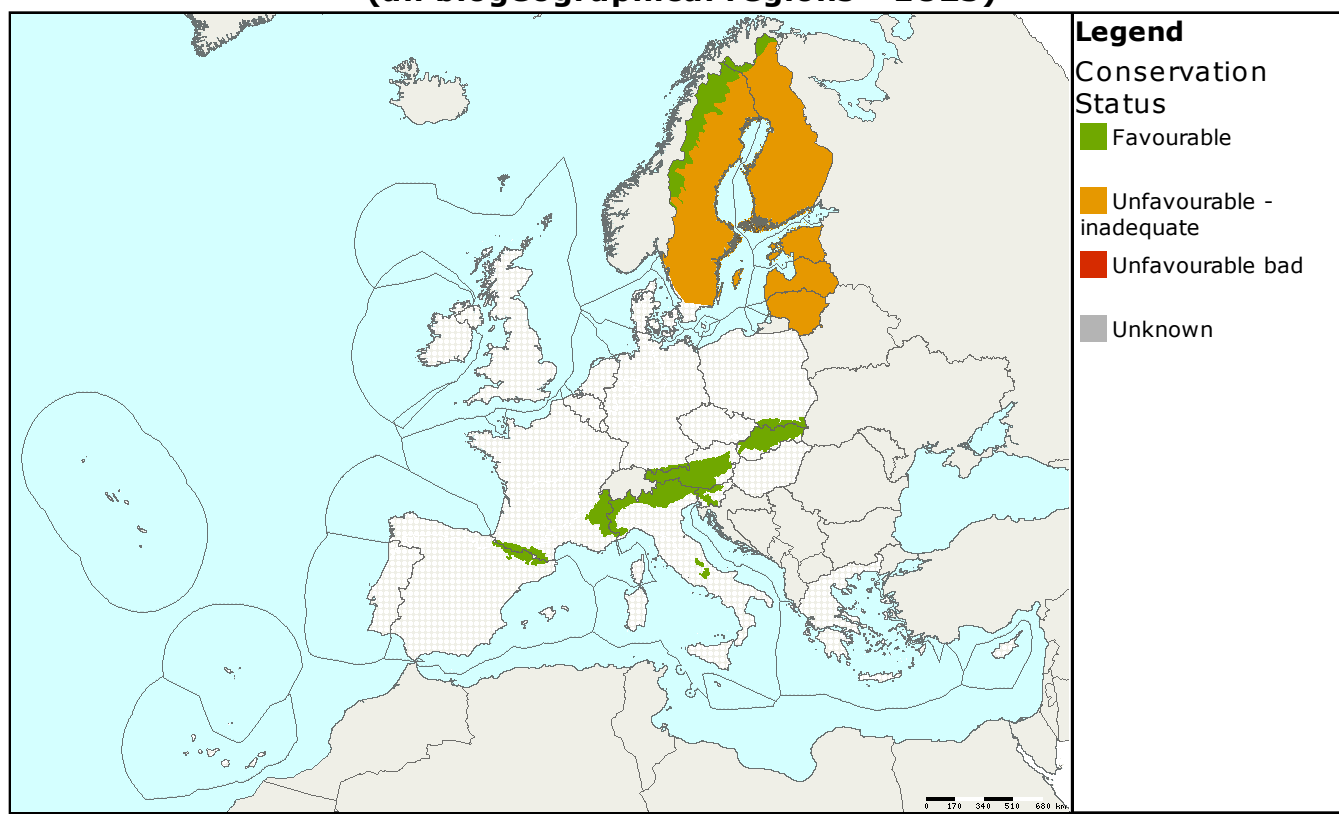 Legend
Conservation
Status
Favourable
Unfavourable -
inadequate
Unfavourable bad
Unknown
0 170 340 510 680 km